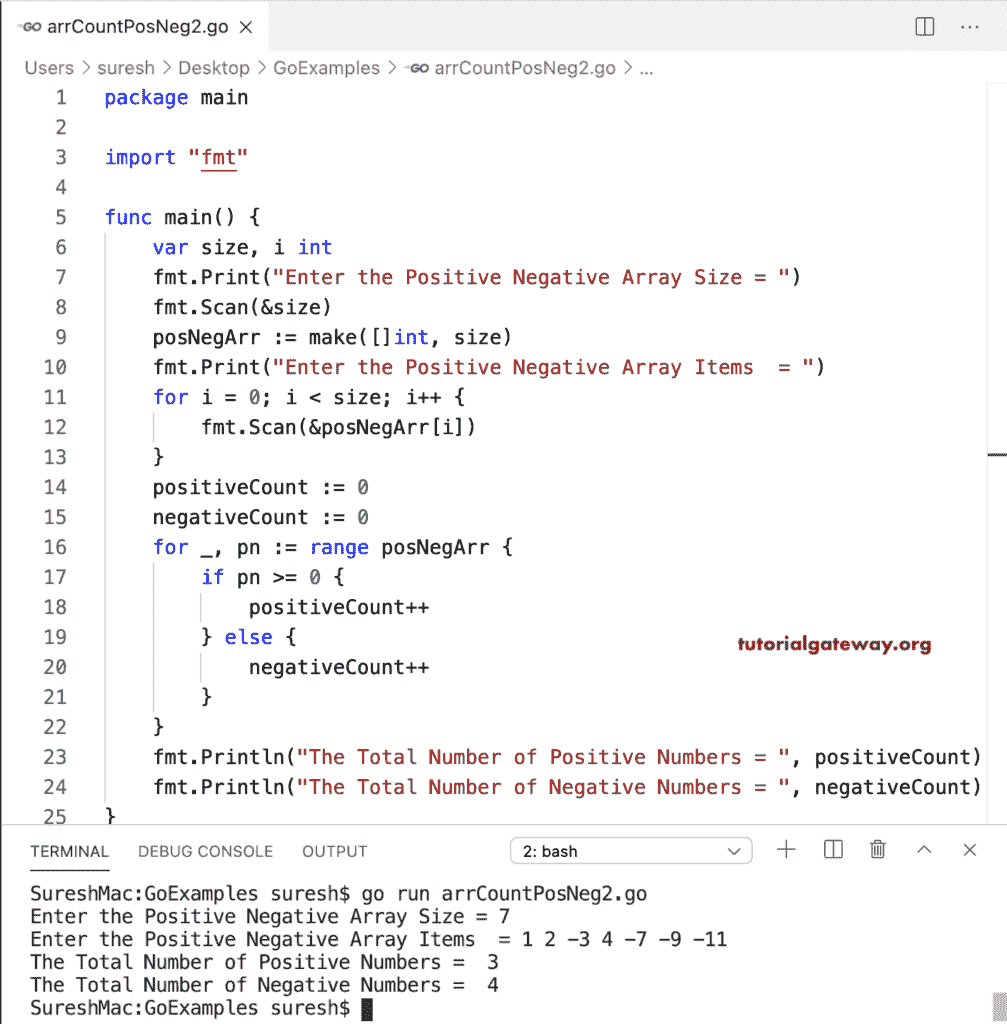 GO arrCountPosNeg2.go × ...
Users > suresh > Desktop > GoExamples > GO arrCountPosNeg2.go > ...
1 package main
2
3 import "fmt"
4
5 func main() {
6     var size, i int
7     fmt.Print("Enter the Positive Negative Array Size = ")
8     fmt.Scan(&size)
9     posNegArr := make([]int, size)
10     fmt.Print("Enter the Positive Negative Array Items  = ")
11     for i = 0; i < size; i++ {
12         fmt.Scan(&posNegArr[i])
13     }
14     positiveCount := 0
15     negativeCount := 0
16     for _, pn := range posNegArr {
17         if pn >= 0 {
18             positiveCount++
19         } else {
20             negativeCount++
21         }
22     }
23     fmt.Println("The Total Number of Positive Numbers = ", positiveCount)
24     fmt.Println("The Total Number of Negative Numbers = ", negativeCount)
25 }
tutorialgateway.org
TERMINAL DEBUG CONSOLE OUTPUT 2: bash
SureshMac:GoExamples suresh$ go run arrCountPosNeg2.go
Enter the Positive Negative Array Size = 7
Enter the Positive Negative Array Items  = 1 2 -3 4 -7 -9 -11
The Total Number of Positive Numbers =  3
The Total Number of Negative Numbers =  4
SureshMac:GoExamples suresh$